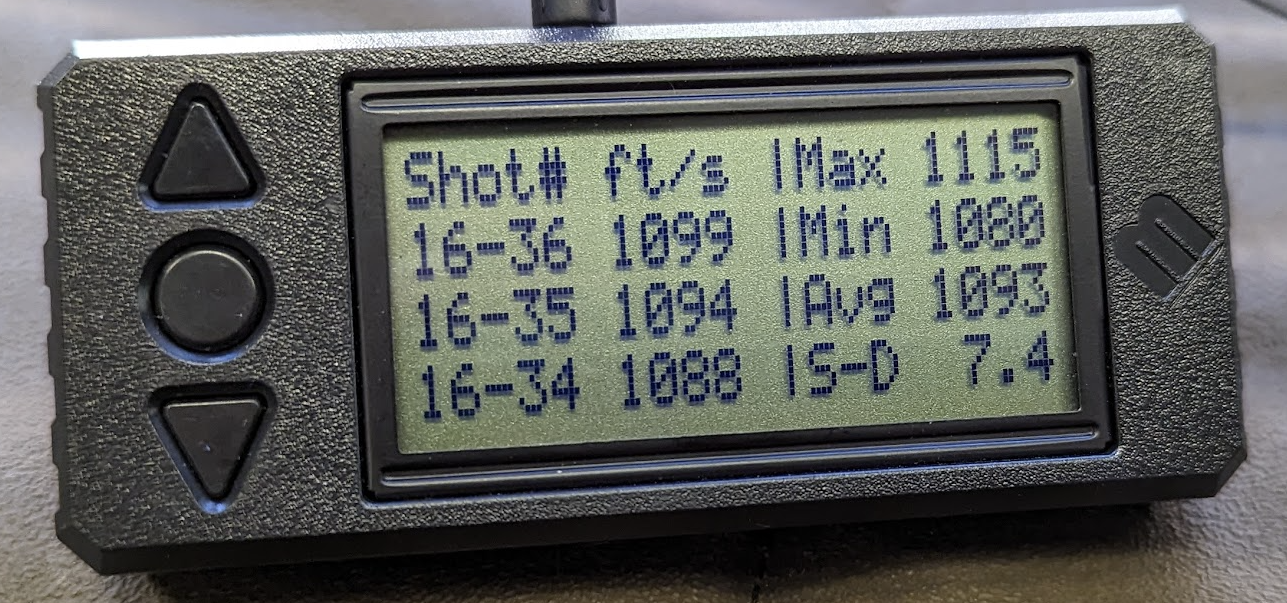 Shot# ft/s |Max 1115
16-36 1099 |Min 1080
16-35 1094 |Avg 1093
16-34 1088 |S-D 7.4